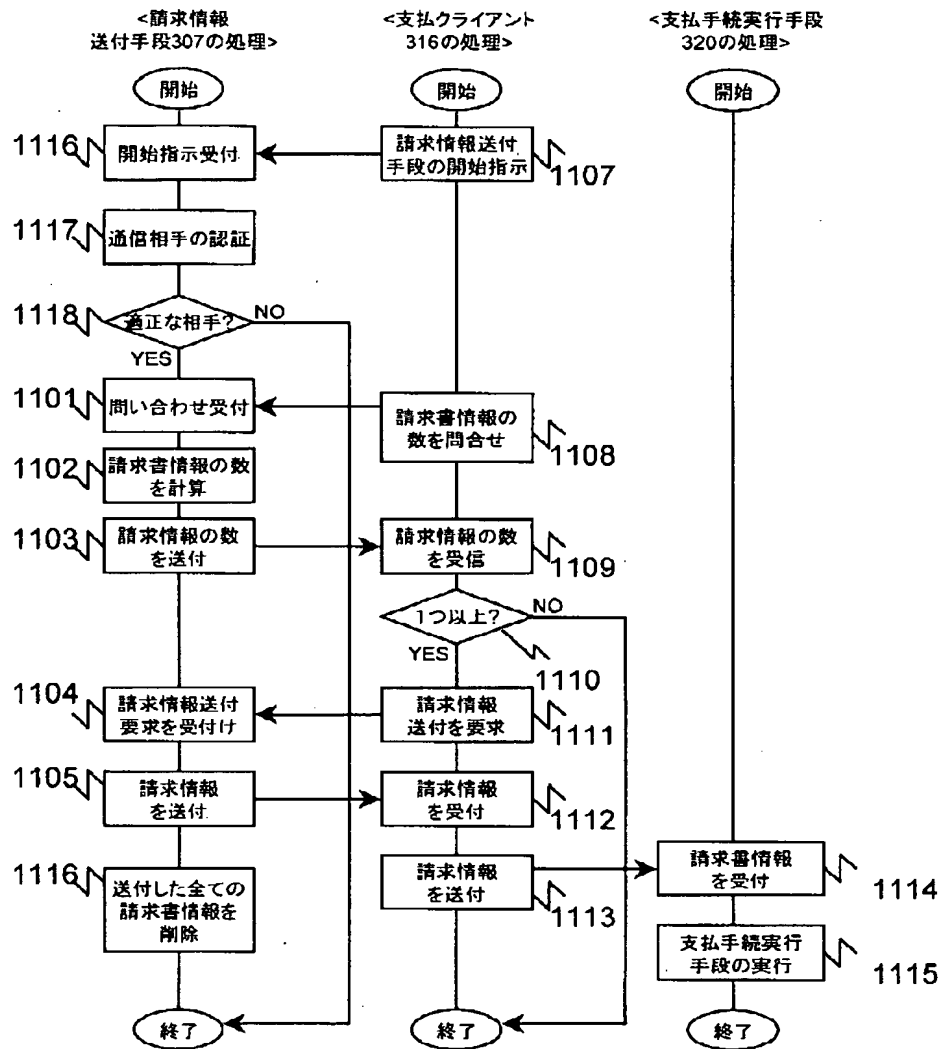 <請求情報
送付手段307の処理>
<支払クライアント
316の処理>
<支払手続実行手段
320の処理>
開始
開始
開始
1116
開始指示受付
請求情報送付
手段の開始指示
1107
1117
通信相手の認証
1118
適正な相手?
NO
YES
1101
問い合わせ受付
請求書情報の
数を問合せ
1108
1102
請求書情報の数
を計算
1103
請求情報の数
を送付
請求情報の数
を受信
1109
1つ以上?
NO
YES
1110
1104
請求情報送付
要求を受付け
請求情報
送付を要求
1111
1105
請求情報
を送付
請求情報
を受付
1112
1116
送付した全ての
請求書情報を
削除
請求情報
を送付
1113
請求書情報
を受付
1114
支払手続実行
手段の実行
1115
終了
終了
終了